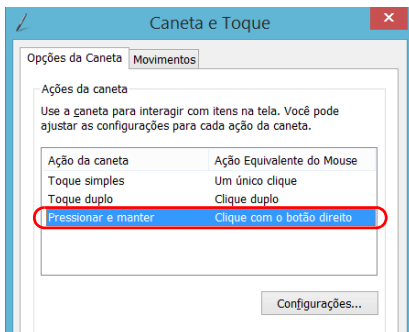 Caneta e Toque
Opções da Caneta Movimentos
Ações da caneta
Use a caneta para interagir com itens na tela. Você pode
ajustar as configurações para cada ação da caneta.
Ação da caneta Ação Equivalente do Mouse
Toque simples Um único clique
Toque duplo Clique duplo
Pressionar e manter Clique com o botão direito
Configurações...